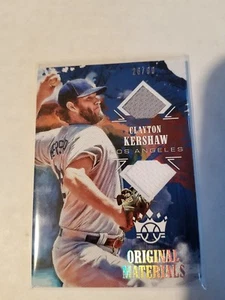 CLAYTON
KERSHAW
LOS ANGELES
ORIGINAL
MATERIALS